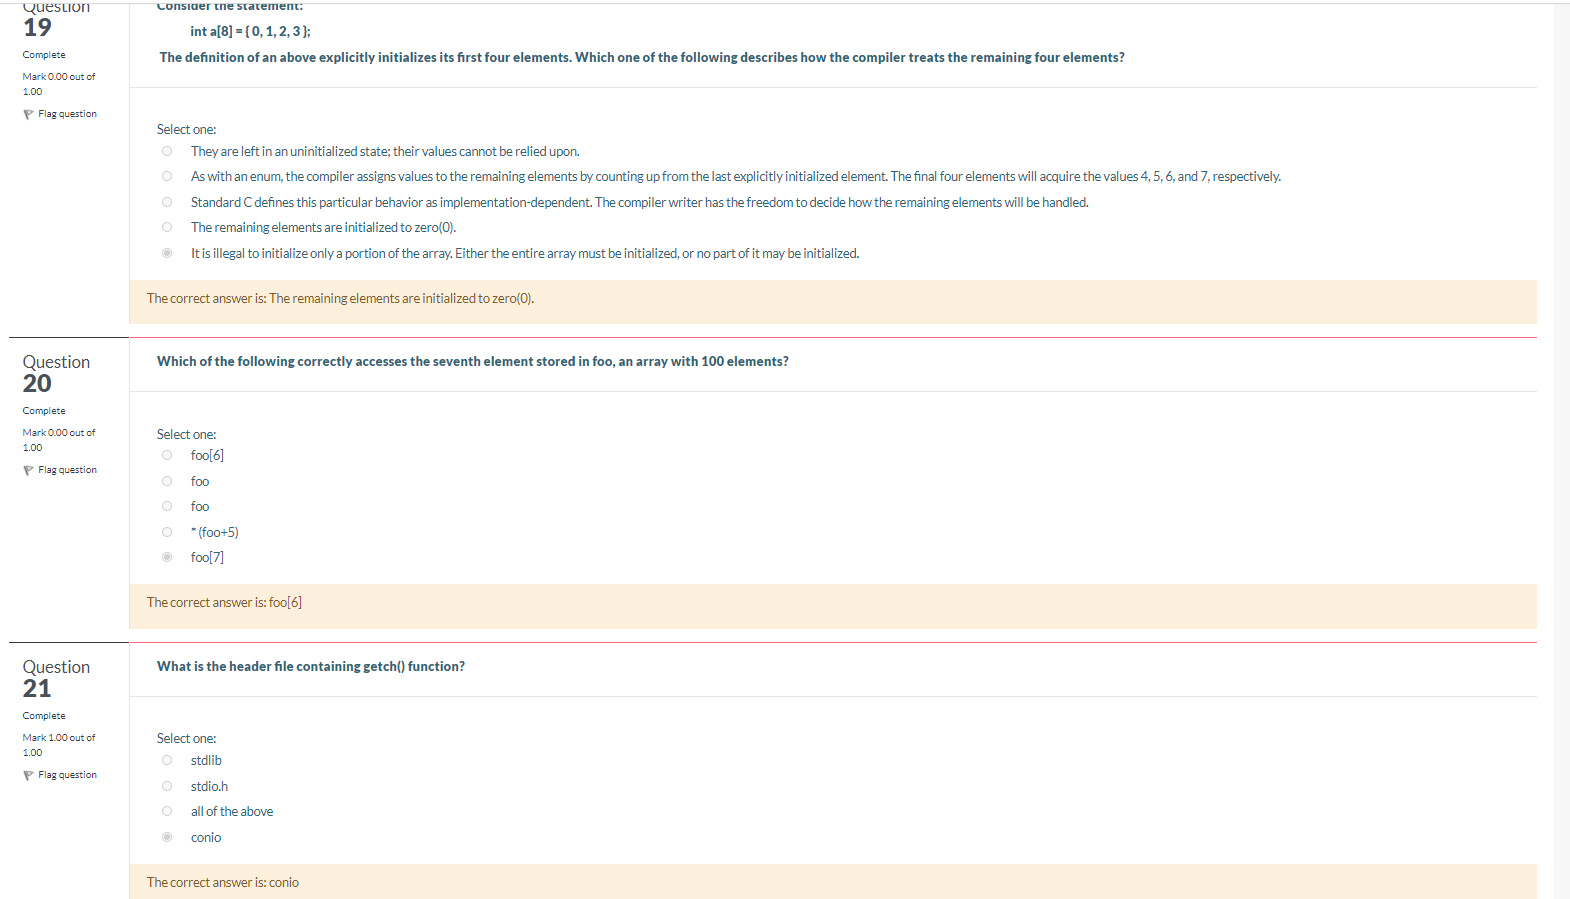 Question
19
Complete
Mark 0.00 out of
1.00
Flag question
Consider the statement:
int a[8] = { 0, 1, 2, 3 };
The definition of an above explicitly initializes its first four elements. Which one of the following describes how the compiler treats the remaining four elements?
Select one:
They are left in an uninitialized state; their values cannot be relied upon.
As with an enum, the compiler assigns values to the remaining elements by counting up from the last explicitly initialized element. The final four elements will acquire the values 4, 5, 6, and 7, respectively.
Standard C defines this particular behavior as implementation-dependent. The compiler writer has the freedom to decide how the remaining elements will be handled.
The remaining elements are initialized to zero(0).
It is illegal to initialize only a portion of the array. Either the entire array must be initialized, or no part of it may be initialized.
The correct answer is: The remaining elements are initialized to zero(0).
Question
20
Complete
Mark 0.00 out of
1.00
Flag question
Which of the following correctly accesses the seventh element stored in foo, an array with 100 elements?
Select one:
foo[6]
foo
foo
* (foo+5)
foo[7]
The correct answer is: foo[6]
Question
21
Complete
Mark 1.00 out of
1.00
Flag question
What is the header file containing getch() function?
Select one:
stdlib
stdio.h
all of the above
conio
The correct answer is: conio